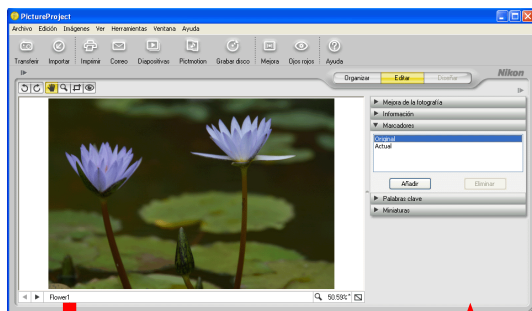 PictureProject
Archivo Edición Imágenes Ver Herramientas Ventana Ayuda
Transferir Importar Imprimir Correo Diapositivas Pictmotion Grabar disco Mejora Ojos rojos Ayuda
Organizar Editar Diseñar Nikon
Mejora de la fotografía
Información
Marcadores
Original
Actual
Añadir Eliminar
Palabras clave
Miniaturas
Flower1 50.59%